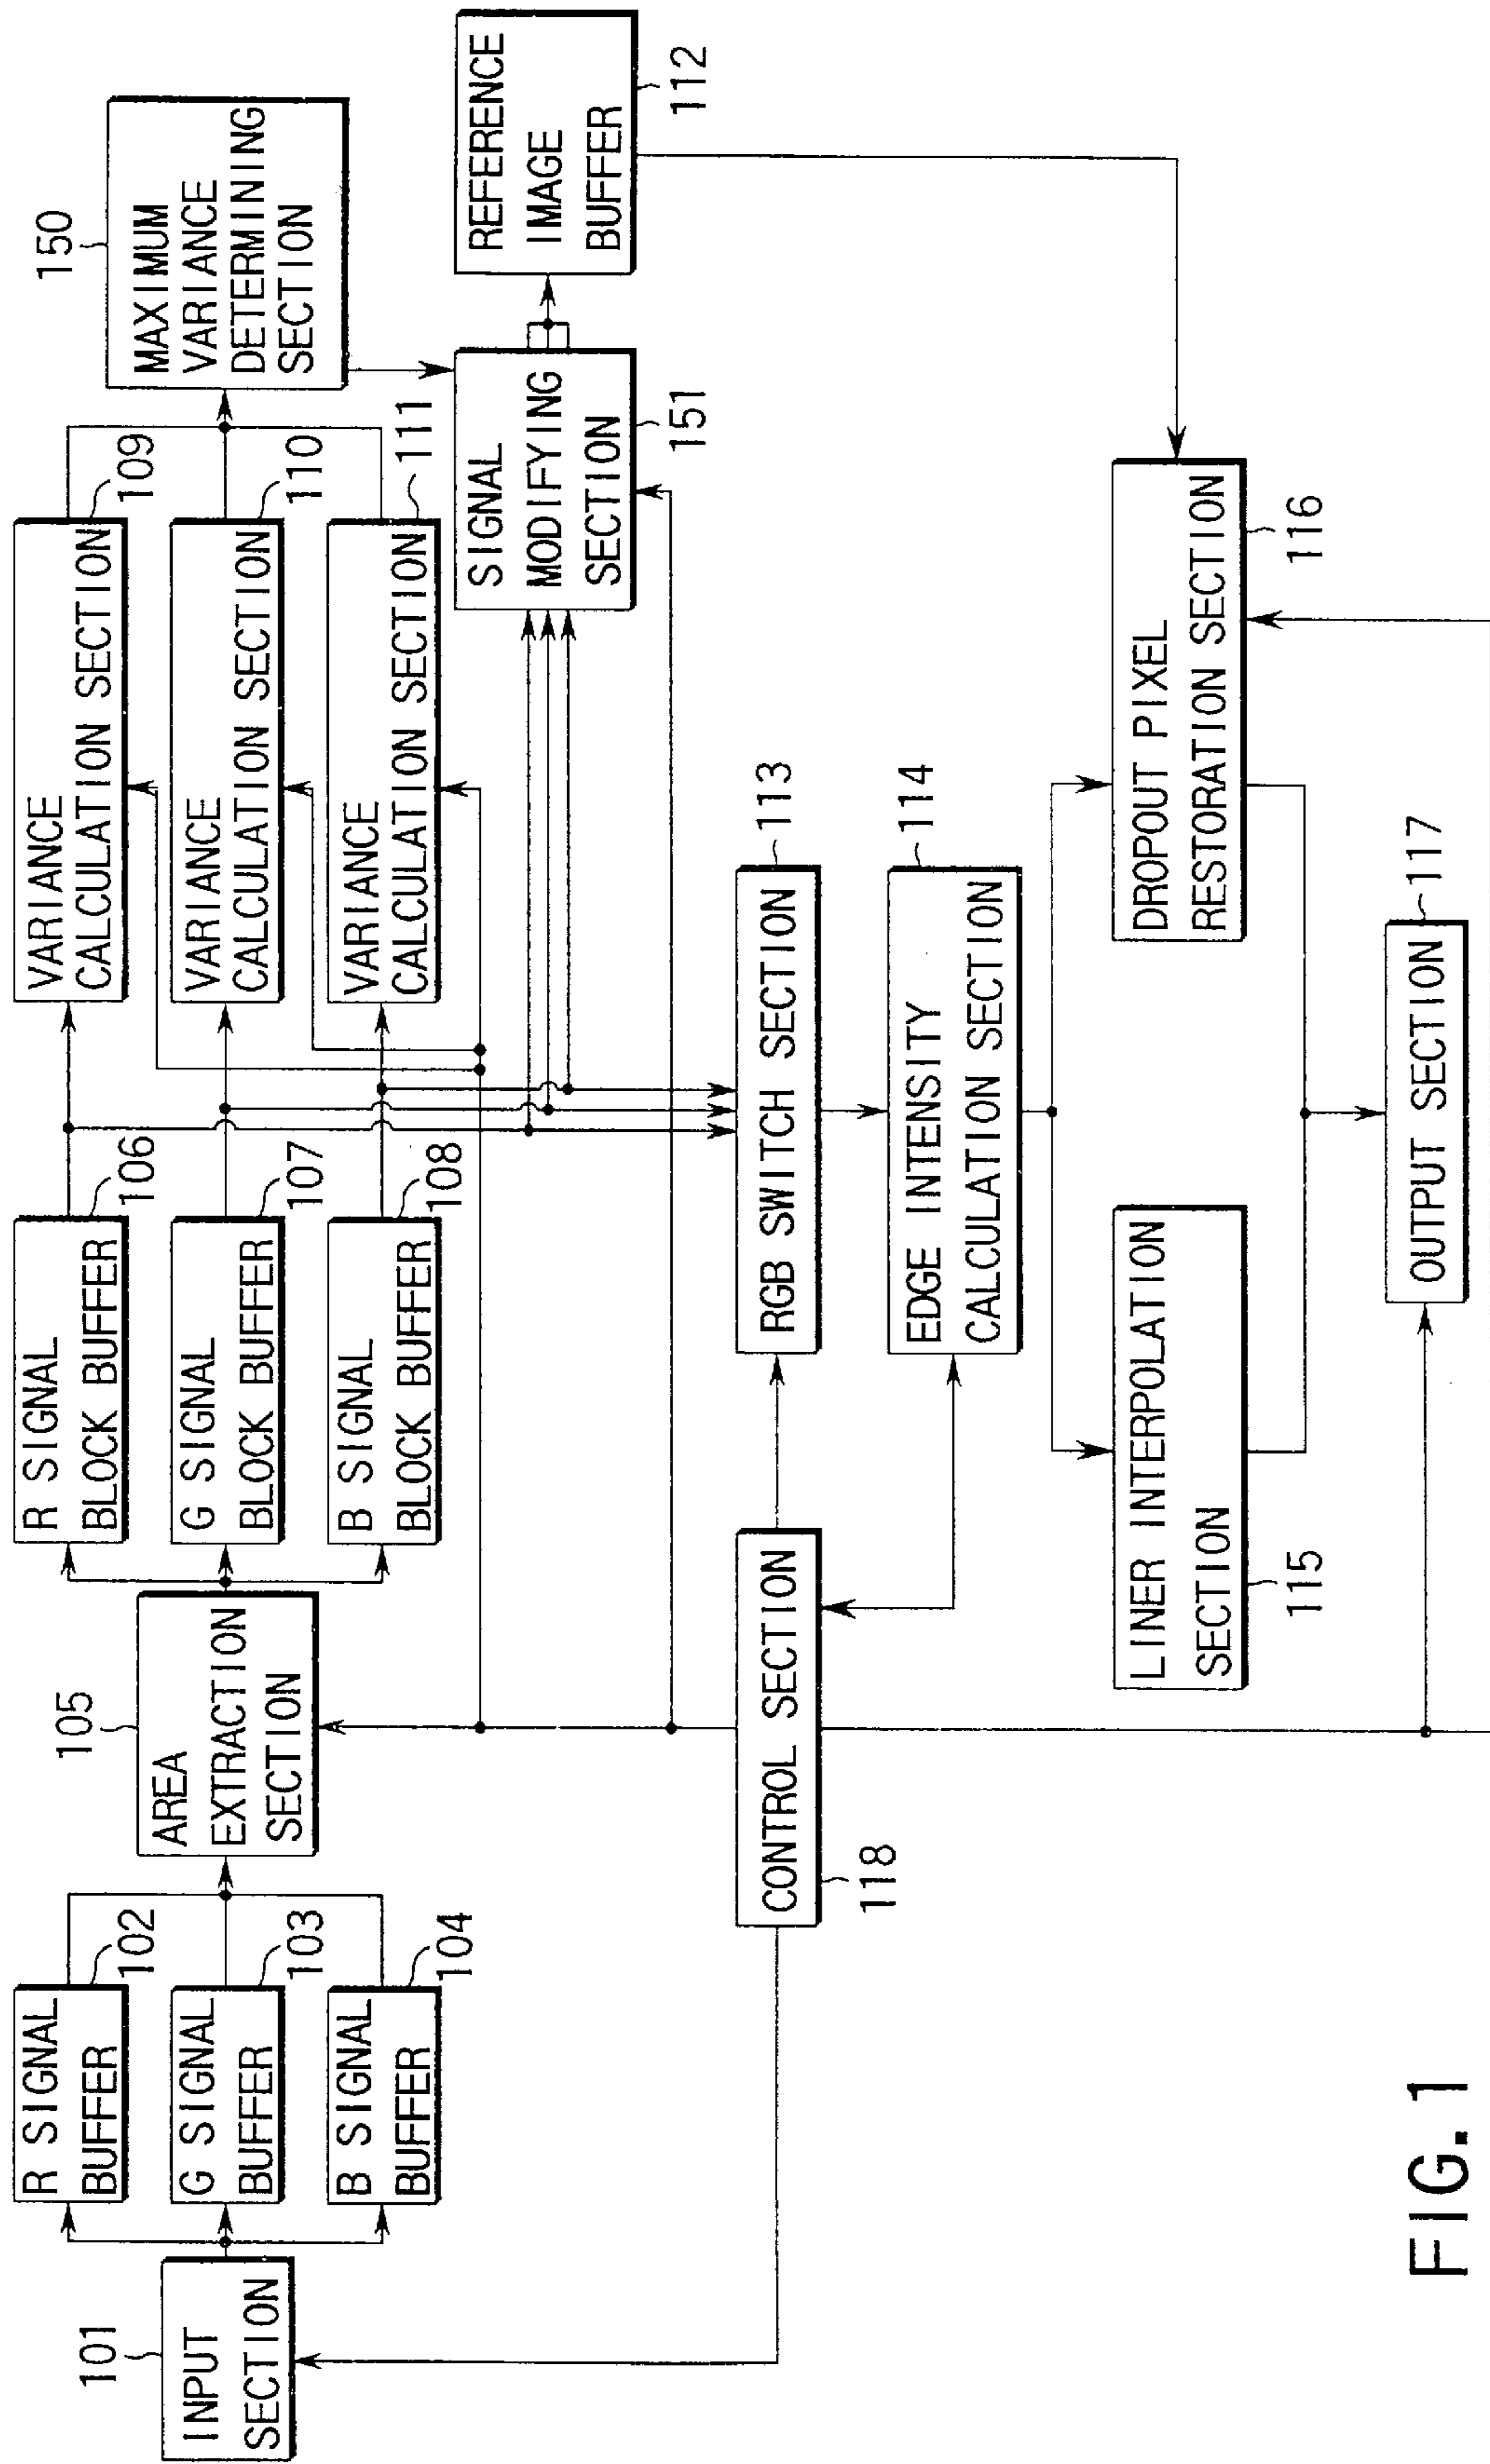 101
INPUT
SECTION
R SIGNAL
BUFFER
102
G SIGNAL
BUFFER
103
B SIGNAL
BUFFER
104
105
AREA
EXTRACTION
SECTION
R SIGNAL
BLOCK BUFFER
106
G SIGNAL
BLOCK BUFFER
107
B SIGNAL
BLOCK BUFFER
108
VARIANCE
CALCULATION SECTION
109
VARIANCE
CALCULATION SECTION
110
VARIANCE
CALCULATION SECTION
111
150
MAXIMUM
VARIANCE
DETERMINING
SECTION
SIGNAL
MODIFYING
SECTION
151
REFERENCE
IMAGE
BUFFER
112
CONTROL SECTION
118
RGB SWITCH SECTION
113
EDGE INTENSITY
CALCULATION SECTION
114
LINER INTERPOLATION
SECTION
115
DROPOUT PIXEL
RESTORATION SECTION
116
OUTPUT SECTION
117
FIG. 1